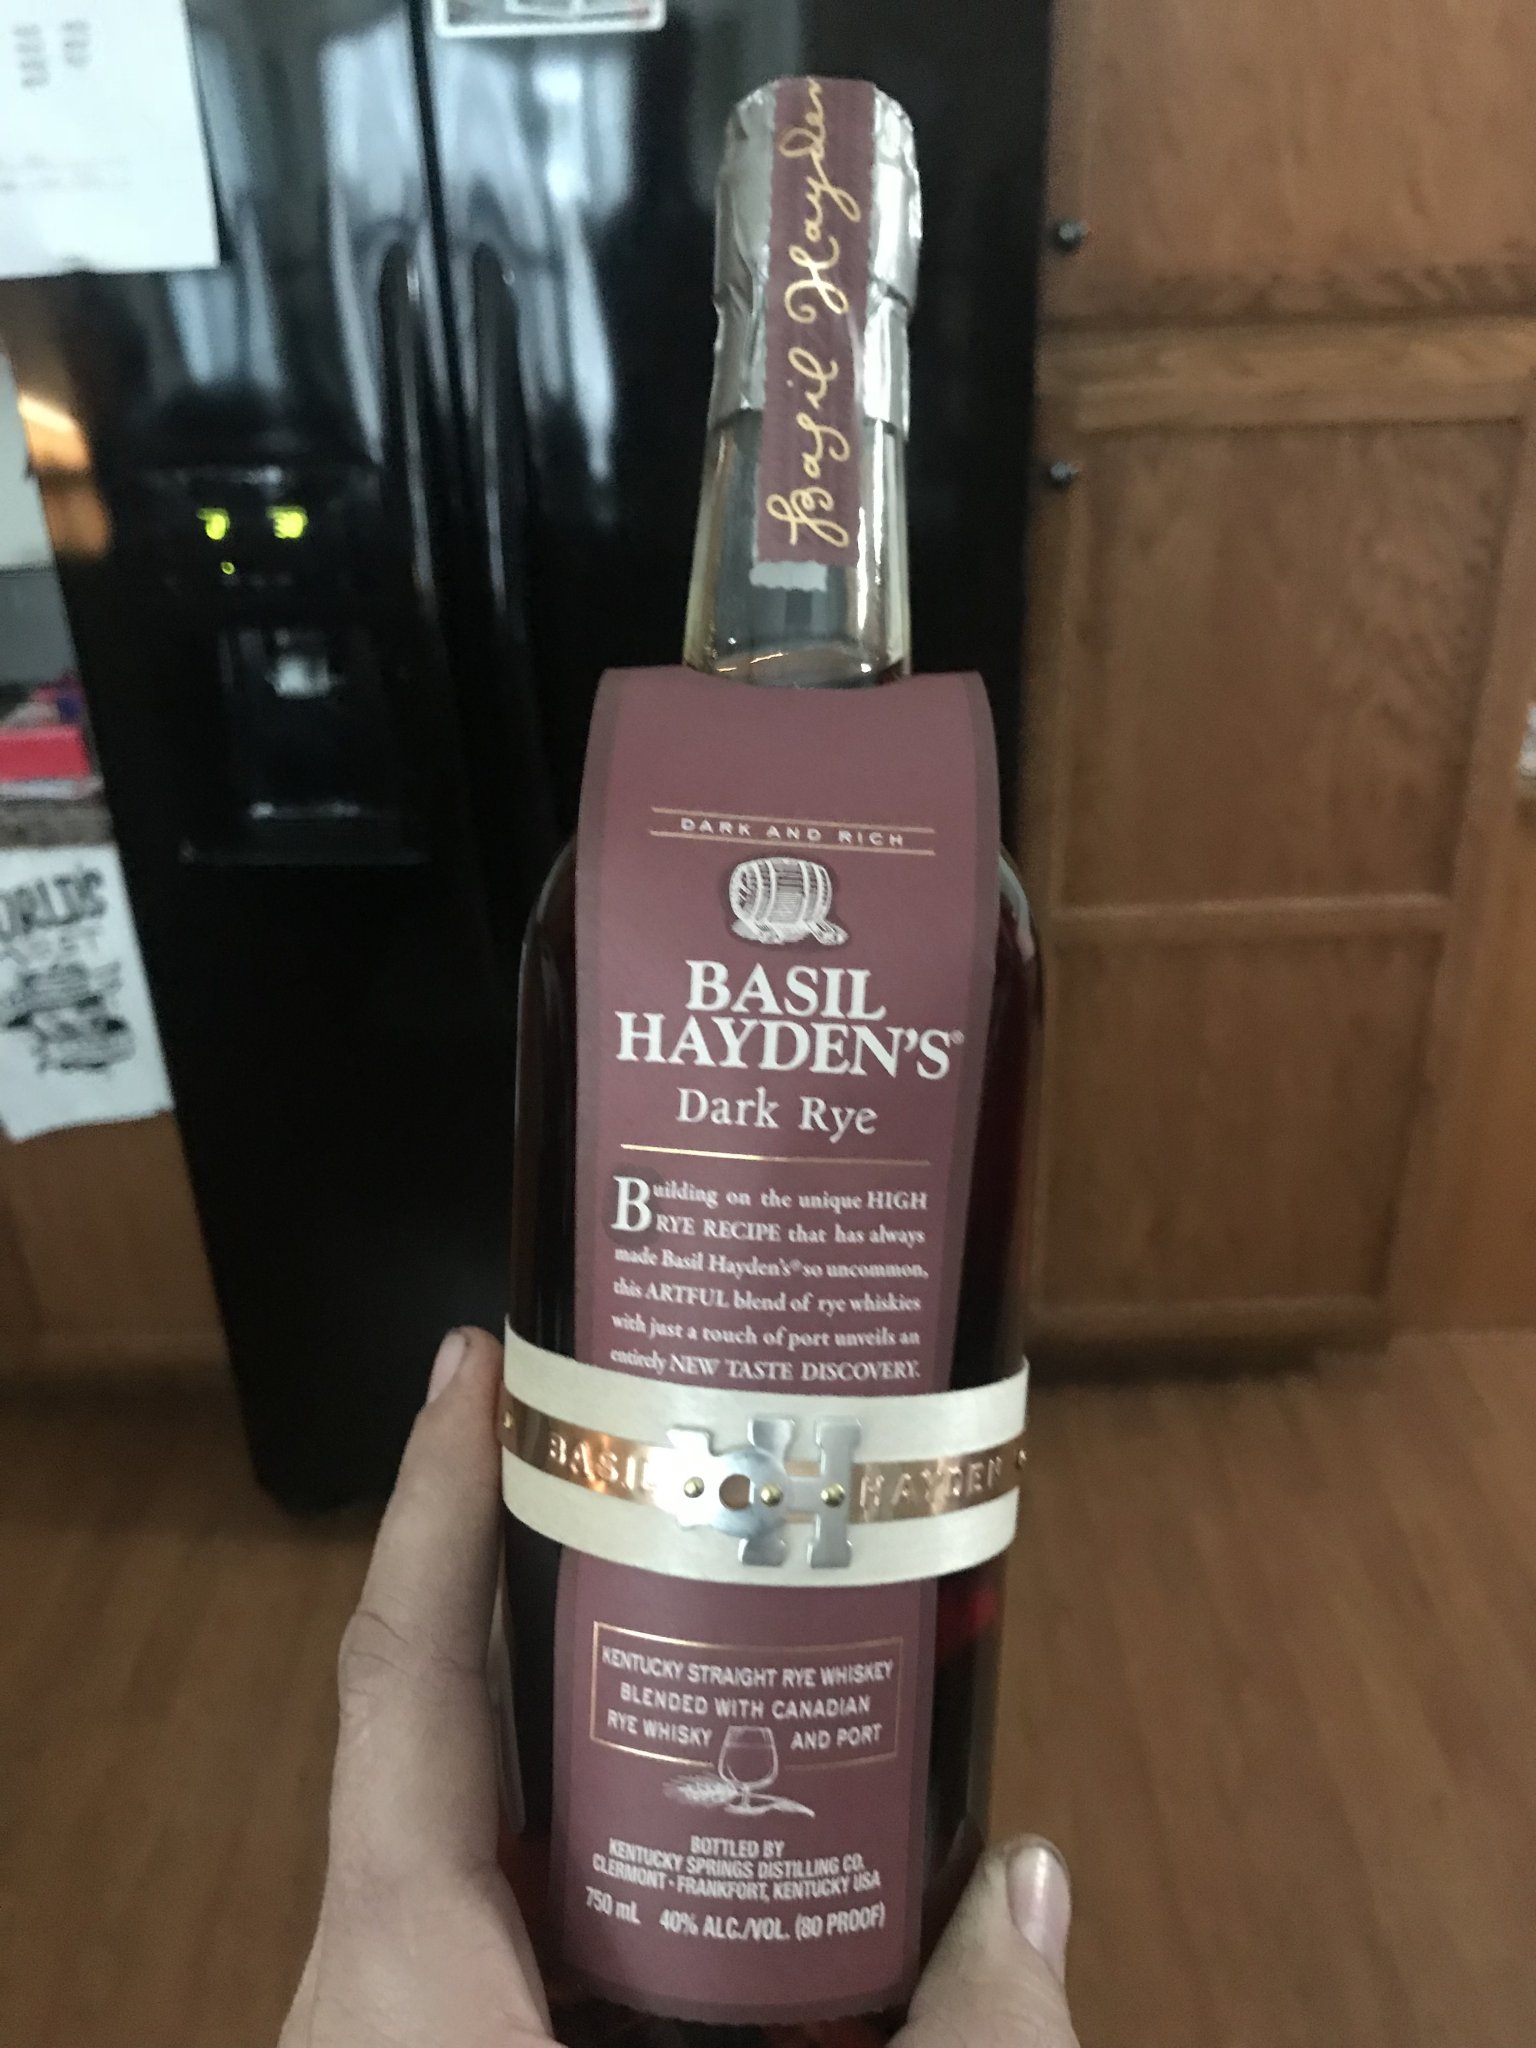 Basil Hayden
DARK AND RICH
BASIL
HAYDEN'S®
Dark Rye
Building on the unique HIGH
RYE RECIPE that has always
made Basil Hayden's® so uncommon,
this ARTFUL blend of rye whiskies
with just a touch of port unveils an
entirely NEW TASTE DISCOVERY.
BASIL HAYDEN
KENTUCKY STRAIGHT RYE WHISKEY
BLENDED WITH CANADIAN
RYE WHISKY AND PORT
BOTTLED BY
KENTUCKY SPRINGS DISTILLING CO.
CLERMONT - FRANKFORT, KENTUCKY USA
750 mL 40% ALC./VOL. (80 PROOF)